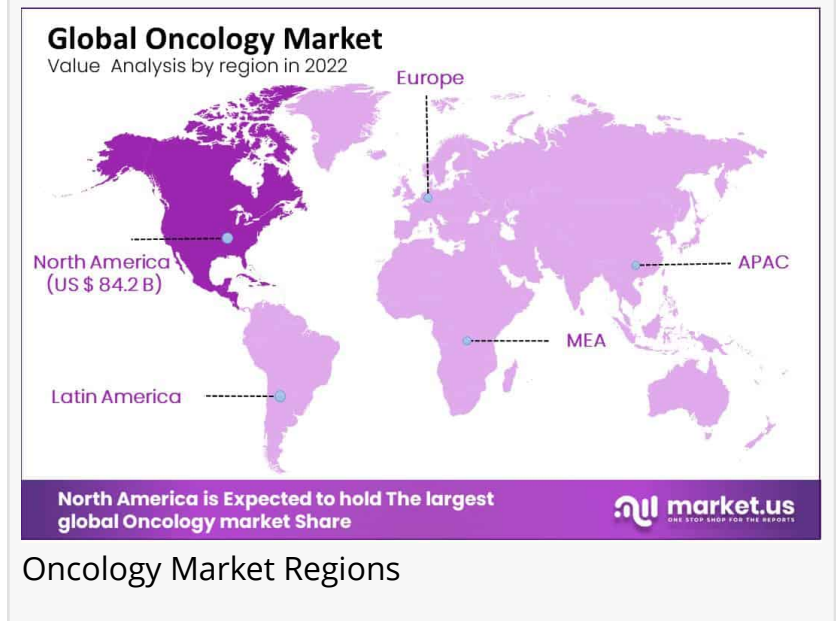 Global Oncology Market
Value Analysis by region in 2022
Europe
North America
(US $ 84.2 B)
APAC
MEA
Latin America
North America is Expected to hold The largest
global Oncology market Share
market.us
ONE STOP SHOP FOR THE REPORTS
Oncology Market Regions